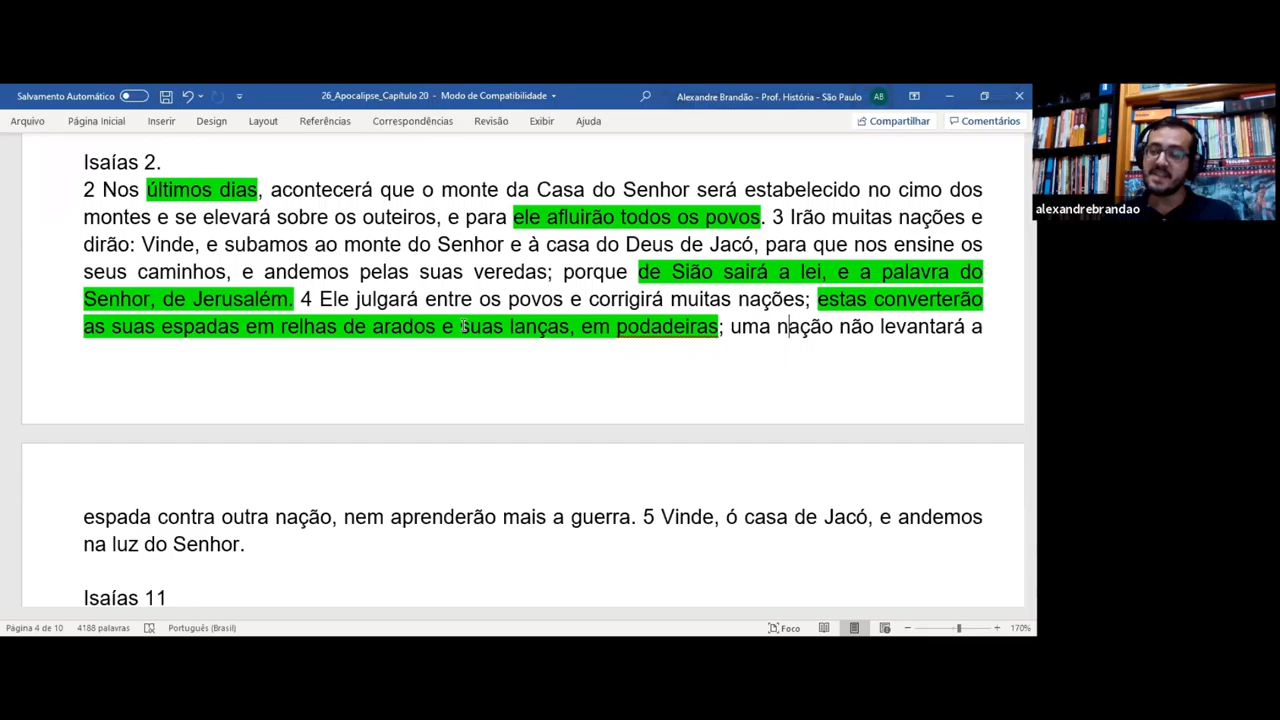 Salvamento Automático
26_Apocalipse_Capítulo 20 - Modo de Compatibilidade
Alexandre Brandão - Prof. História - São Paulo AB
Arquivo Página Inicial Inserir Design Layout Referências Correspondências Revisão Exibir Ajuda Compartilhar Comentários
alexandrebrandao
Isaías 2.
2 Nos últimos dias, acontecerá que o monte da Casa do Senhor será estabelecido no cimo dos
montes e se elevará sobre os outeiros, e para ele afluirão todos os povos. 3 Irão muitas nações e
dirão: Vinde, e subamos ao monte do Senhor e à casa do Deus de Jacó, para que nos ensine os
seus caminhos, e andemos pelas suas veredas; porque de Sião sairá a lei, e a palavra do
Senhor, de Jerusalém. 4 Ele julgará entre os povos e corrigirá muitas nações; estas converterão
as suas espadas em relhas de arados e suas lanças, em podadeiras; uma nação não levantará a
espada contra outra nação, nem aprenderão mais a guerra. 5 Vinde, ó casa de Jacó, e andemos
na luz do Senhor.
Isaías 11
Página 4 de 10 4188 palavras Português (Brasil) Foco 170%